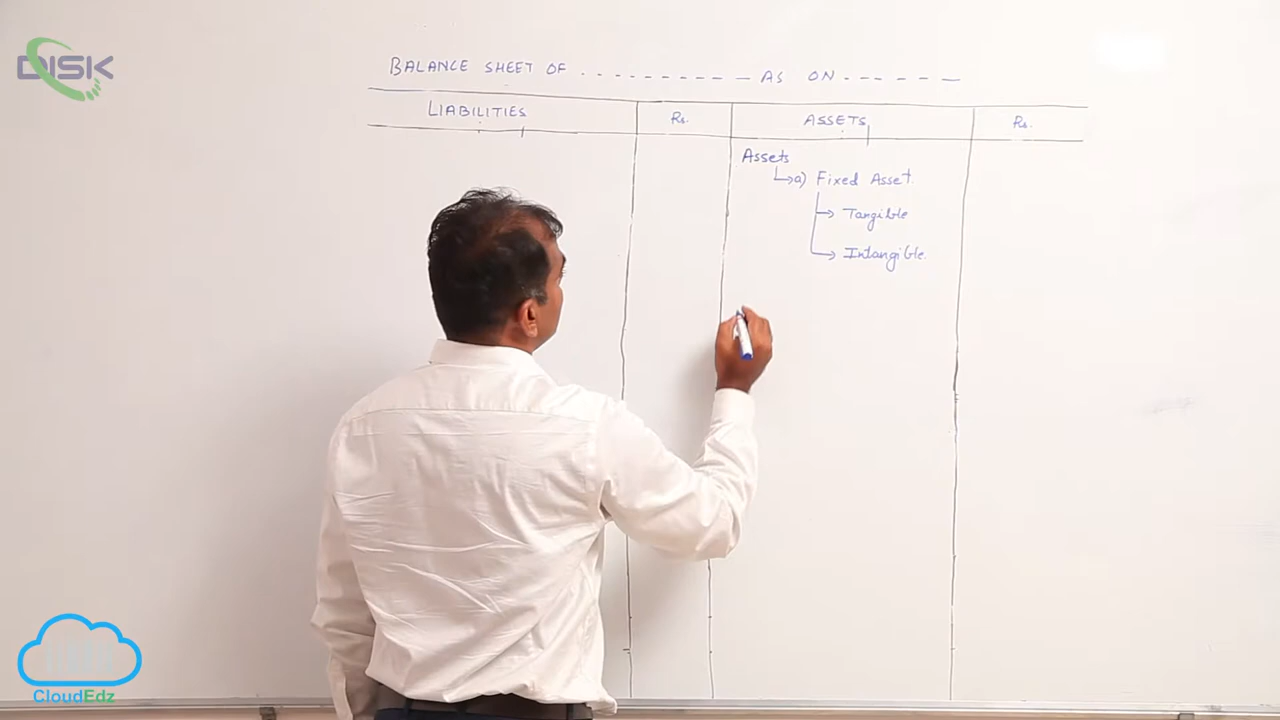 DISK
BALANCE SHEET OF - - - - - - - - - - AS ON - - - - - -
LIABILITIES Rs. ASSETS Rs.
Assets
a) Fixed Asset.
Tangible
Intangible.
CloudEdz